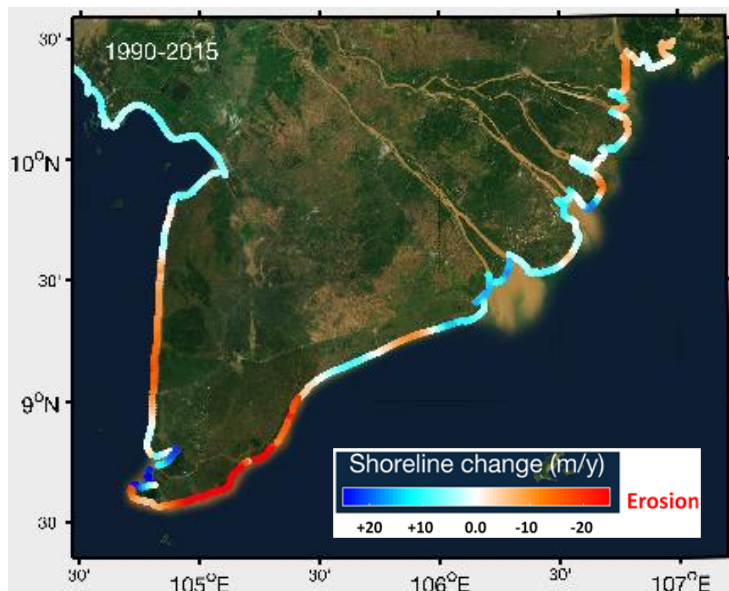 30'
1990-2015
10°N
30'
9°N
Shoreline change (m/y)
Erosion
+20 +10 0.0 -10 -20
30'
30' 105°E 30' 106°E 30' 107°E